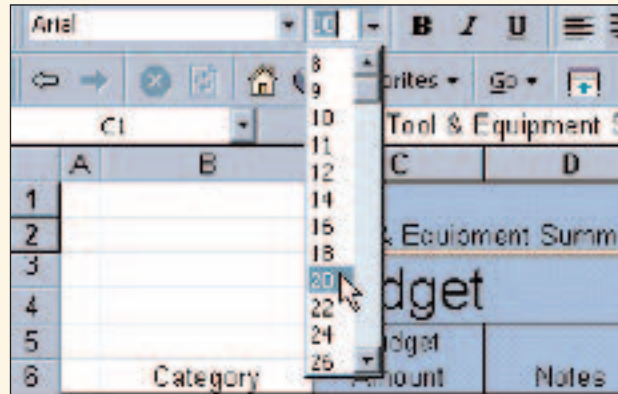 Arial 10 B I U
orites Go
C1 Tool & Equipment S
A B C D
1
2 & Equipment Summ
3
4 dget
5 dget
6 Category Amount Notes
8
9
10
11
12
14
16
18
20
22
24
26